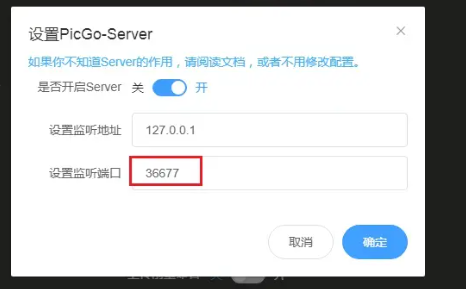 设置PicGo-Server
如果你不知道Server的作用，请阅读文档，或者不用修改配置。
是否开启Server 关 开
设置监听地址 127.0.0.1
设置监听端口 36677
取消 确定